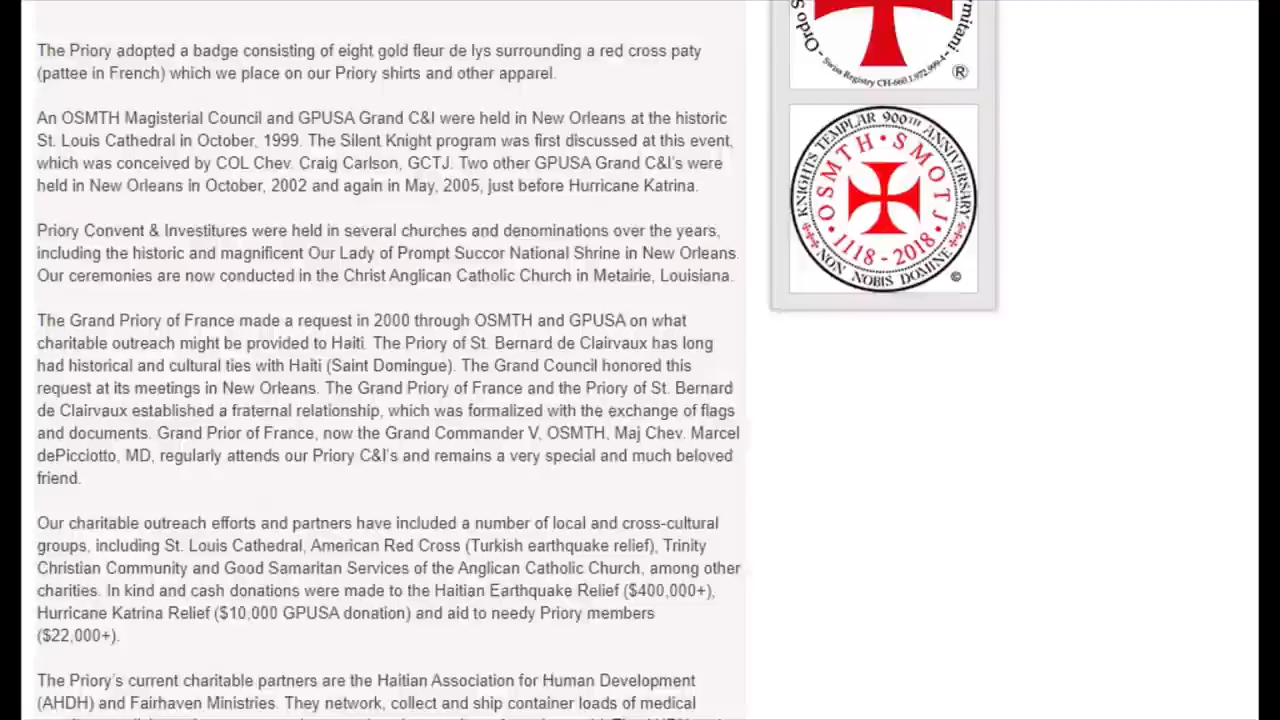 The Priory adopted a badge consisting of eight gold fleur de lys surrounding a red cross paty
(pattee in French) which we place on our Priory shirts and other apparel.
An OSMTH Magisterial Council and GPUSA Grand C&I were held in New Orleans at the historic
St. Louis Cathedral in October, 1999. The Silent Knight program was first discussed at this event,
which was conceived by COL Chev. Craig Carlson, GCTJ. Two other GPUSA Grand C&I's were
held in New Orleans in October, 2002 and again in May, 2005, just before Hurricane Katrina.
Priory Convent & Investitures were held in several churches and denominations over the years,
including the historic and magnificent Our Lady of Prompt Succor National Shrine in New Orleans.
Our ceremonies are now conducted in the Christ Anglican Catholic Church in Metairie, Louisiana.
The Grand Priory of France made a request in 2000 through OSMTH and GPUSA on what
charitable outreach might be provided to Haiti. The Priory of St. Bernard de Clairvaux has long
had historical and cultural ties with Haiti (Saint Domingue). The Grand Council honored this
request at its meetings in New Orleans. The Grand Priory of France and the Priory of St. Bernard
de Clairvaux established a fraternal relationship, which was formalized with the exchange of flags
and documents. Grand Prior of France, now the Grand Commander V, OSMTH, Maj Chev. Marcel
dePicciotto, MD, regularly attends our Priory C&I's and remains a very special and much beloved
friend.
Our charitable outreach efforts and partners have included a number of local and cross-cultural
groups, including St. Louis Cathedral, American Red Cross (Turkish earthquake relief), Trinity
Christian Community and Good Samaritan Services of the Anglican Catholic Church, among other
charities. In kind and cash donations were made to the Haitian Earthquake Relief ($400,000+),
Hurricane Katrina Relief ($10,000 GPUSA donation) and aid to needy Priory members
($22,000+).
The Priory's current charitable partners are the Haitian Association for Human Development
(AHDH) and Fairhaven Ministries. They network, collect and ship container loads of medical
Ordo S
Swiss Registry CH-660.1.972.999-4
®
KNIGHTS TEMPLAR 900TH ANNIVERSARY
OSMTH • SMOTJ
• 1118 - 2018 •
NON NOBIS DOMINE
©